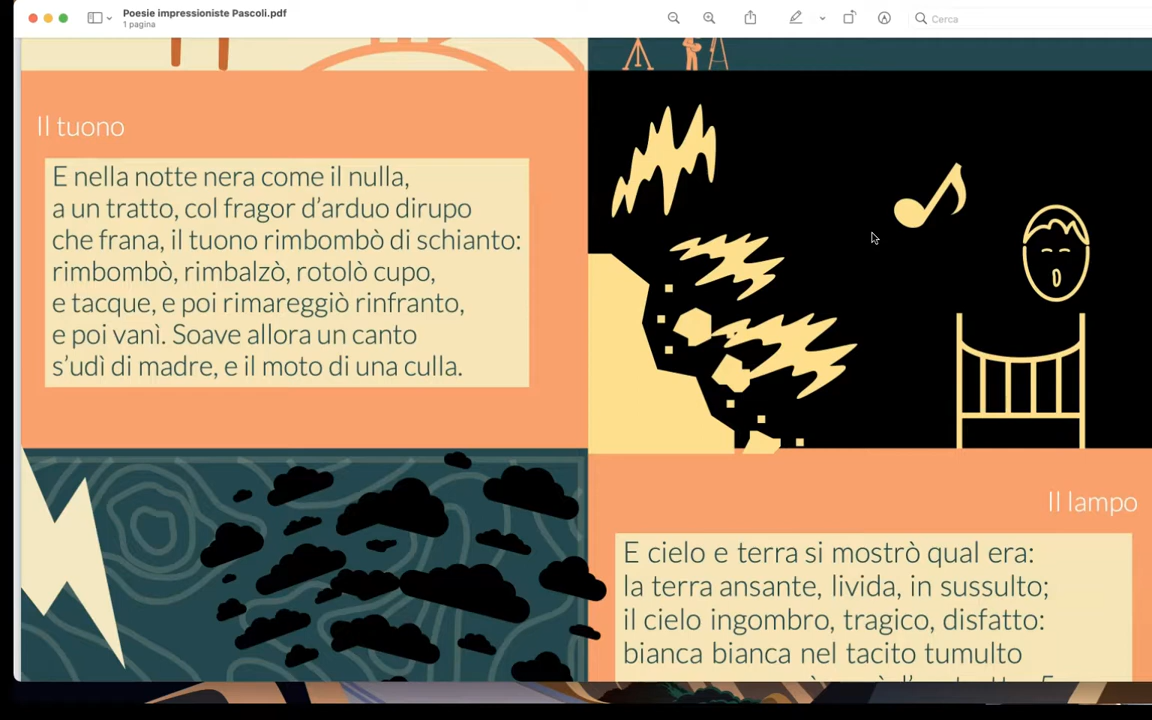 Poesie impressioniste Pascoli.pdf
1 pagina
Cerca
Il tuono
E nella notte nera come il nulla,
a un tratto, col fragor d'arduo dirupo
che frana, il tuono rimbombò di schianto:
rimbombò, rimbalzò, rotolò cupo,
e tacque, e poi rimareggiò rinfranto,
e poi vanì. Soave allora un canto
s'udì di madre, e il moto di una culla.
Il lampo
E cielo e terra si mostrò qual era:
la terra ansante, livida, in sussulto;
il cielo ingombro, tragico, disfatto:
bianca bianca nel tacito tumulto